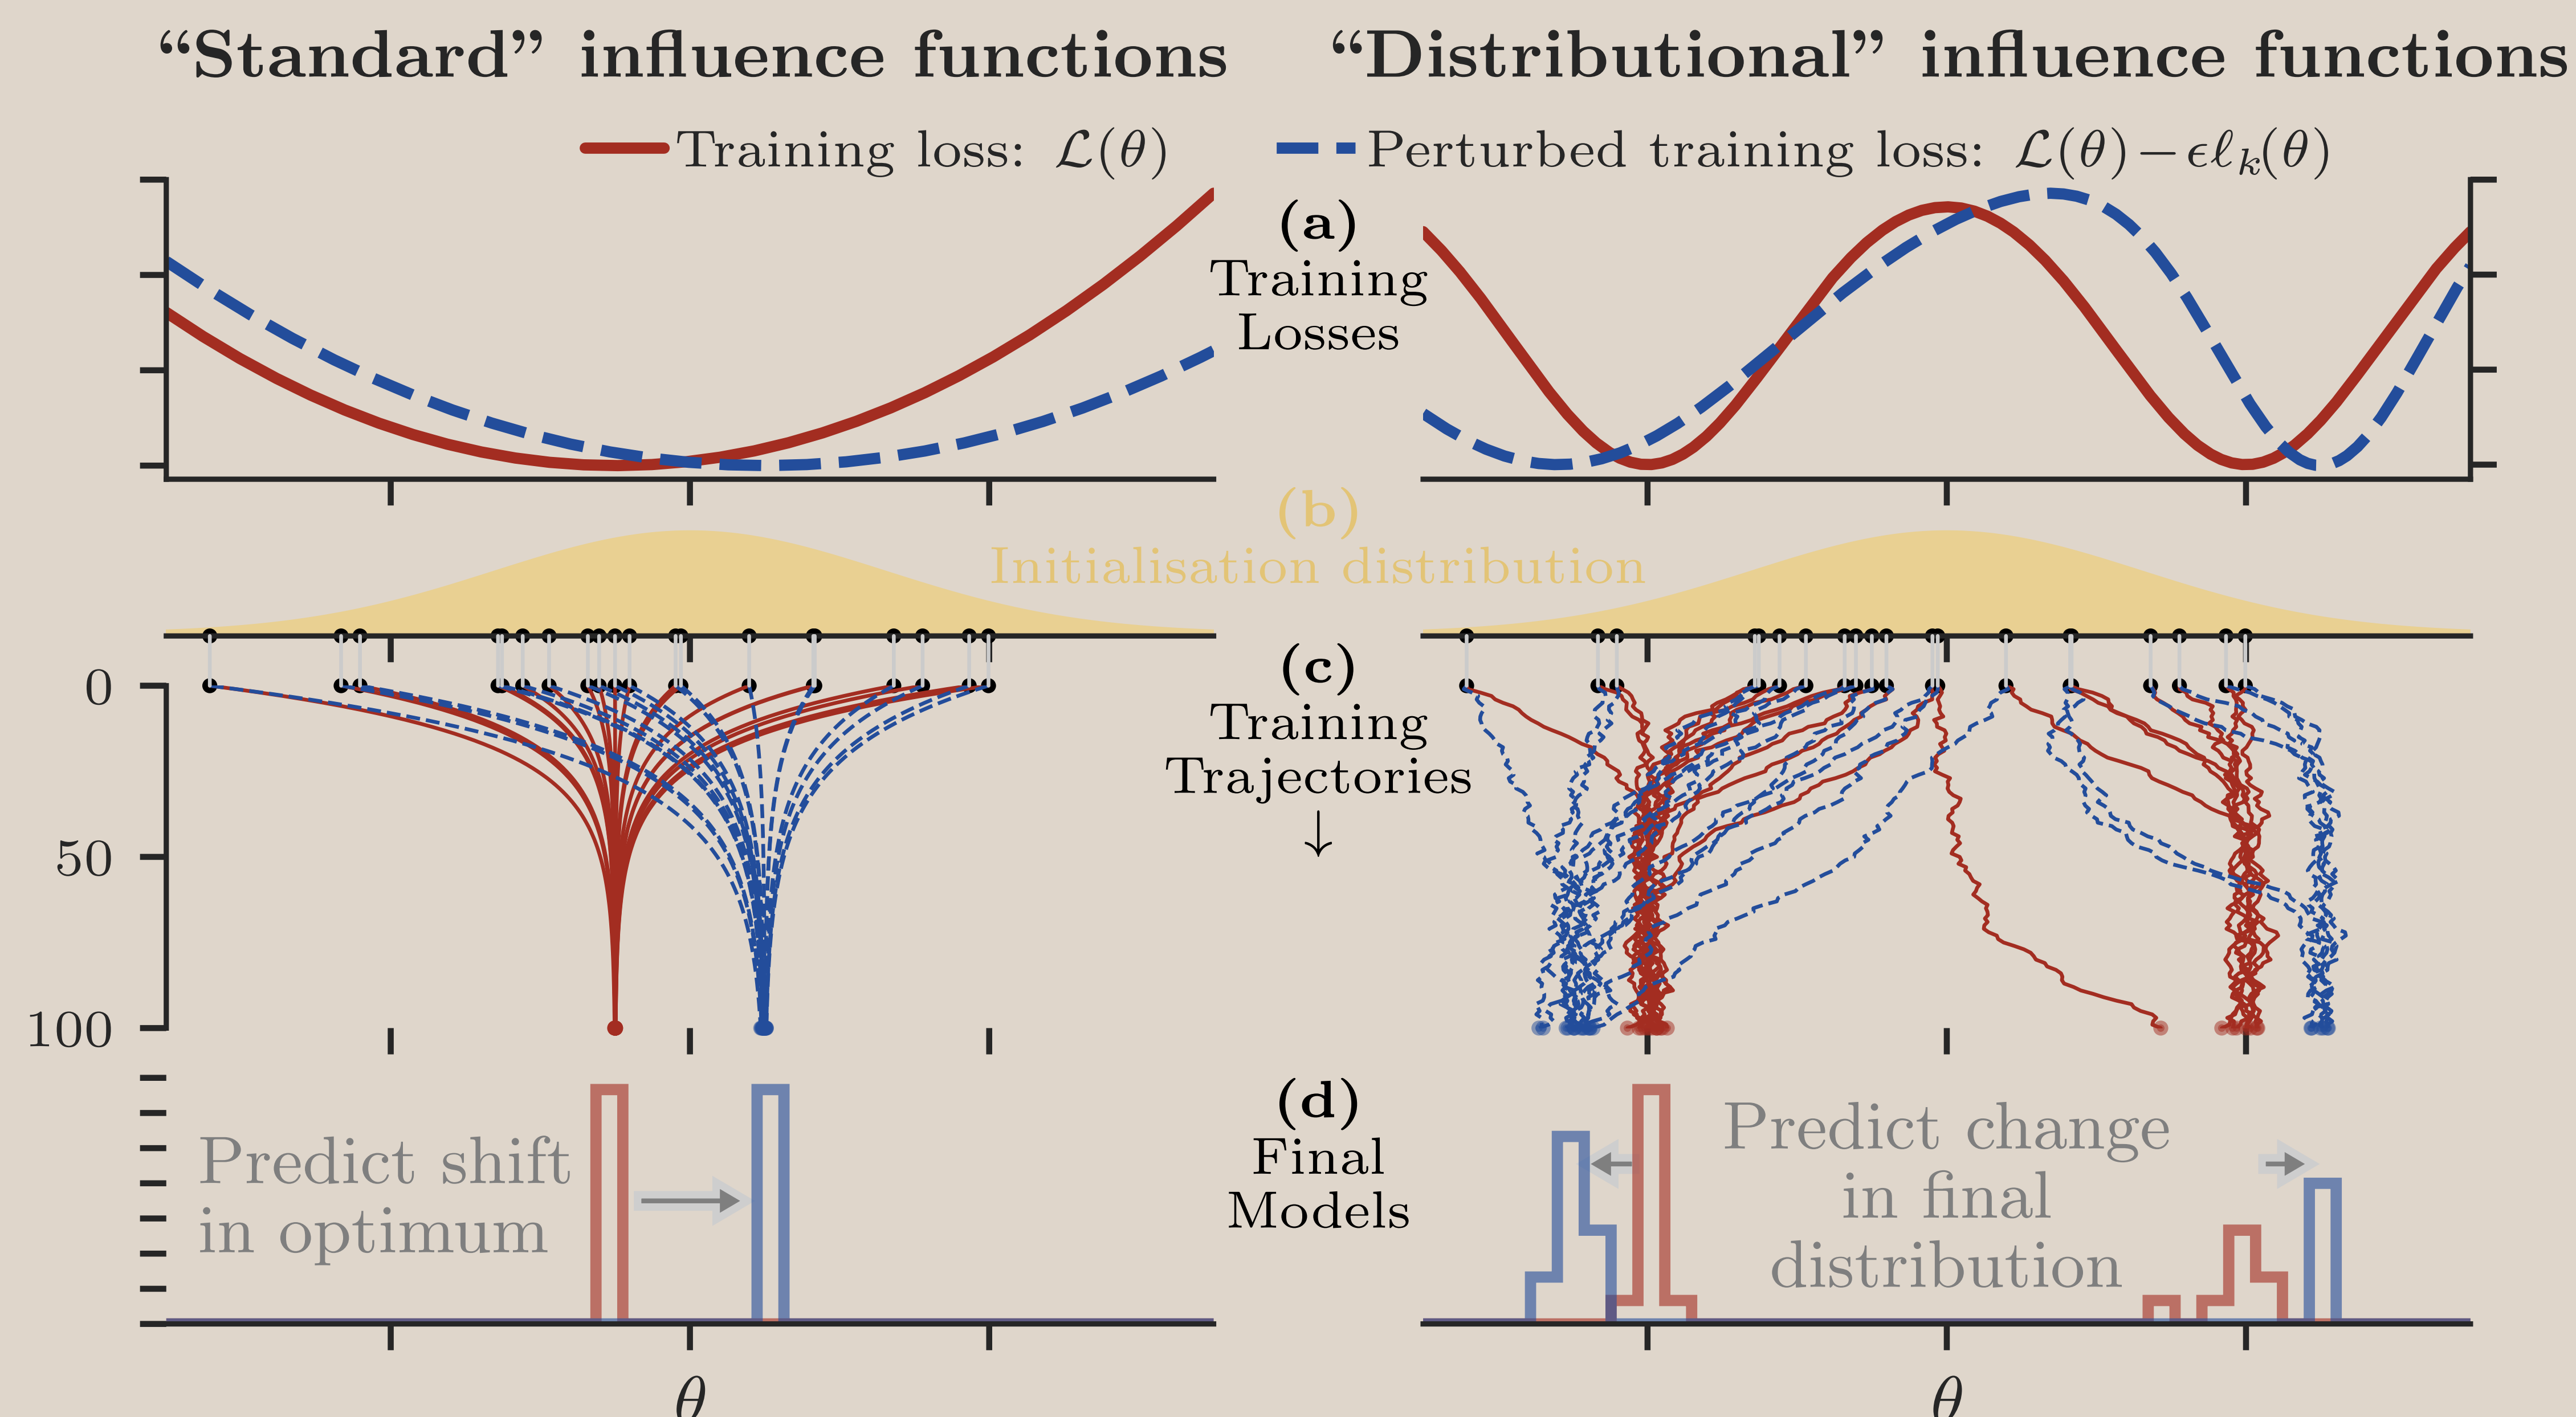 “Standard” influence functions
“Distributional” influence functions
Training loss: ℒ(θ)
Perturbed training loss: ℒ(θ)−ϵℓₖ(θ)
(a)
Training
Losses
(b)
Initialisation distribution
(c)
Training
Trajectories
↓
0
50
100
(d)
Final
Models
Predict shift
in optimum
Predict change
in final
distribution
θ
θ